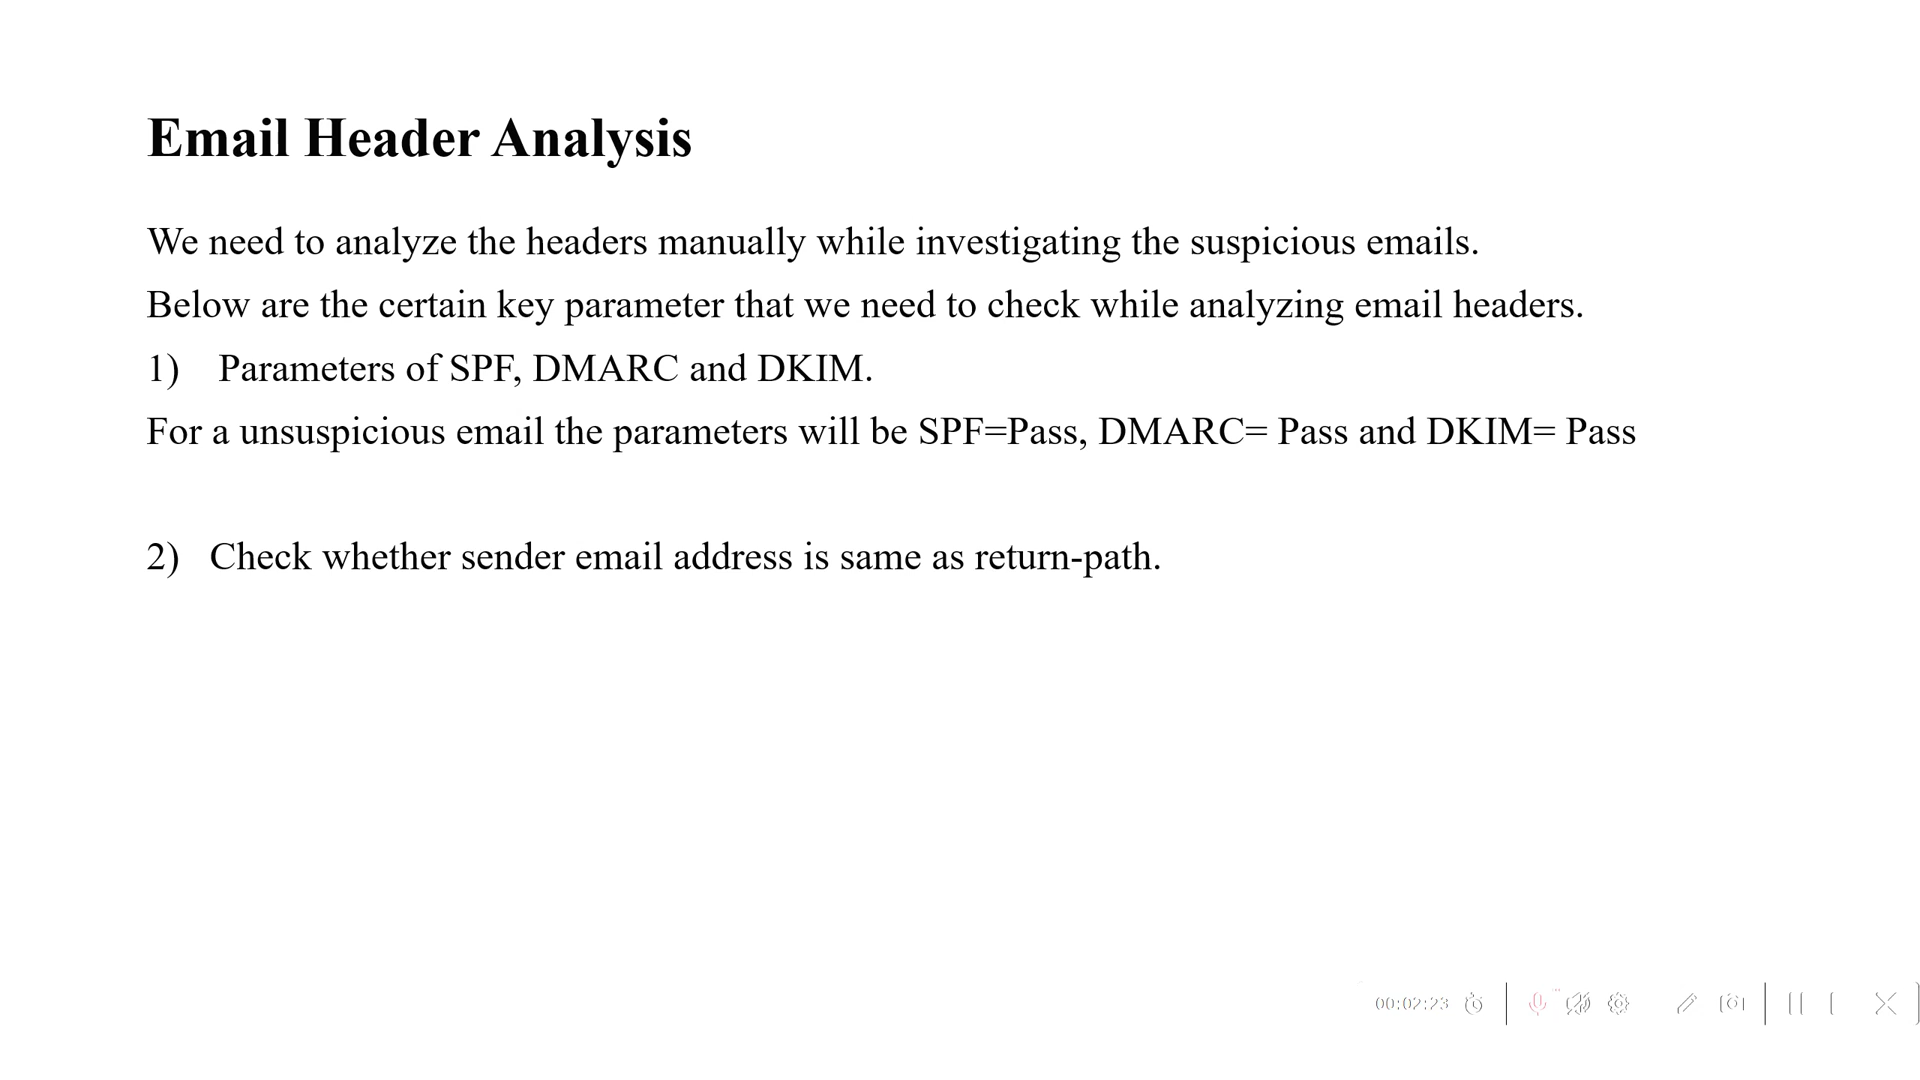 Email Header Analysis
We need to analyze the headers manually while investigating the suspicious emails.
Below are the certain key parameter that we need to check while analyzing email headers.
1) Parameters of SPF, DMARC and DKIM.
For a unsuspicious email the parameters will be SPF=Pass, DMARC= Pass and DKIM= Pass
2) Check whether sender email address is same as return-path.
00:02:23